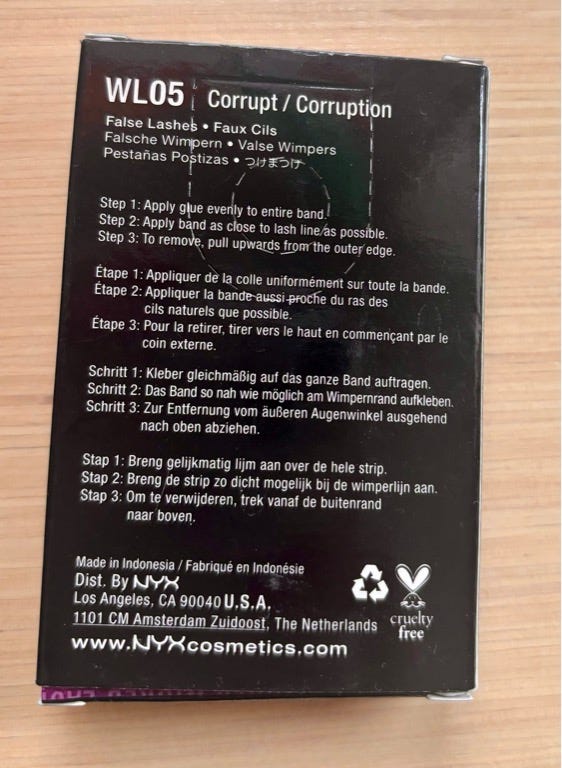 WL05 Corrupt / Corruption
False Lashes • Faux Cils
Falsche Wimpern • Valse Wimpers
Pestañas Postizas • つけまつげ
Step 1: Apply glue evenly to entire band.
Step 2: Apply band as close to lash line as possible.
Step 3: To remove, pull upwards from the outer edge.
Étape 1: Appliquer de la colle uniformément sur toute la bande.
Étape 2: Appliquer la bande aussi proche du ras des
cils naturels que possible.
Étape 3: Pour la retirer, tirer vers le haut en commençant par le
coin externe.
Schritt 1: Kleber gleichmäßig auf das ganze Band auftragen.
Schritt 2: Das Band so nah wie möglich am Wimpernrand aufkleben.
Schritt 3: Zur Entfernung vom äußeren Augenwinkel ausgehend
nach oben abziehen.
Stap 1: Breng gelijkmatig lijm aan over de hele strip.
Stap 2: Breng de strip zo dicht mogelijk bij de wimperlijn aan.
Stap 3: Om te verwijderen, trek vanaf de buitenrand
naar boven.
Made in Indonesia / Fabriqué en Indonésie
Dist. By NYX
Los Angeles, CA 90040 U.S.A.
1101 CM Amsterdam Zuidoost, The Netherlands
www.NYXcosmetics.com
cruelty
free